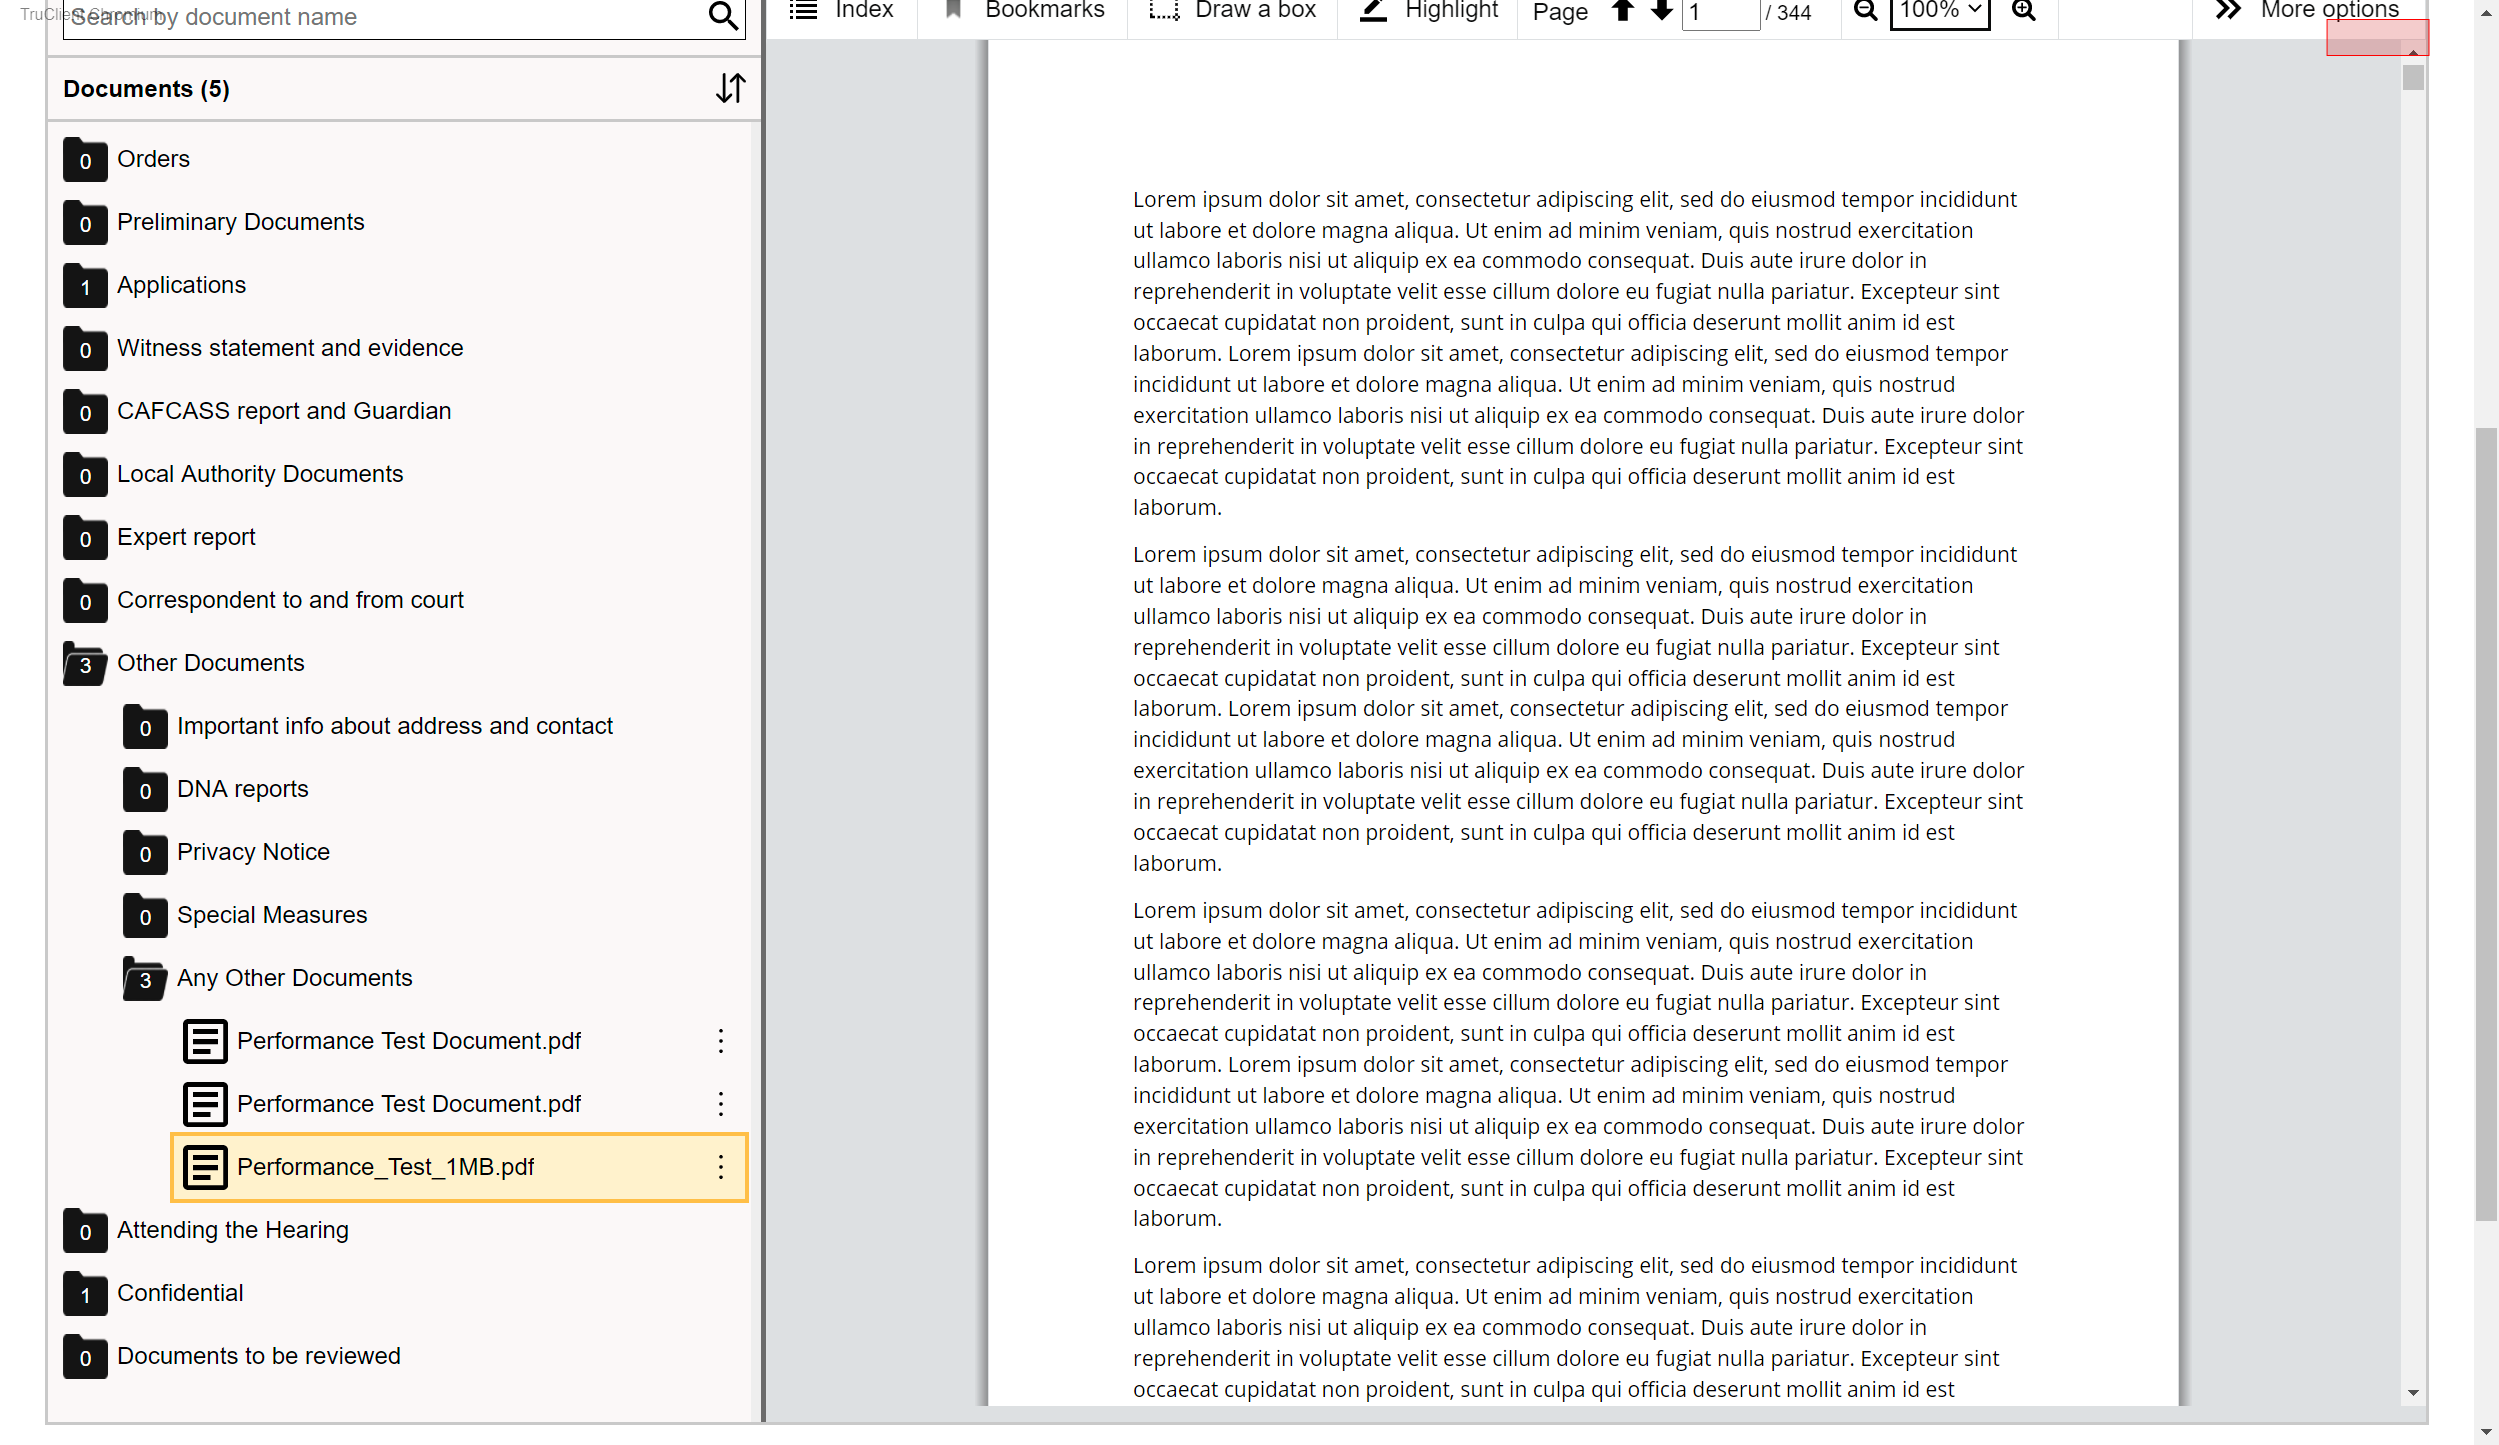 TruClient Chromium
Search by document name
Documents (5)
0 Orders
0 Preliminary Documents
1 Applications
0 Witness statement and evidence
0 CAFCASS report and Guardian
0 Local Authority Documents
0 Expert report
0 Correspondent to and from court
3 Other Documents
0 Important info about address and contact
0 DNA reports
0 Privacy Notice
0 Special Measures
3 Any Other Documents
Performance Test Document.pdf
Performance Test Document.pdf
Performance_Test_1MB.pdf
0 Attending the Hearing
1 Confidential
0 Documents to be reviewed
Index Bookmarks Draw a box Highlight Page 1 / 344 100% More options
Lorem ipsum dolor sit amet, consectetur adipiscing elit, sed do eiusmod tempor incididunt
ut labore et dolore magna aliqua. Ut enim ad minim veniam, quis nostrud exercitation
ullamco laboris nisi ut aliquip ex ea commodo consequat. Duis aute irure dolor in
reprehenderit in voluptate velit esse cillum dolore eu fugiat nulla pariatur. Excepteur sint
occaecat cupidatat non proident, sunt in culpa qui officia deserunt mollit anim id est
laborum. Lorem ipsum dolor sit amet, consectetur adipiscing elit, sed do eiusmod tempor
incididunt ut labore et dolore magna aliqua. Ut enim ad minim veniam, quis nostrud
exercitation ullamco laboris nisi ut aliquip ex ea commodo consequat. Duis aute irure dolor
in reprehenderit in voluptate velit esse cillum dolore eu fugiat nulla pariatur. Excepteur sint
occaecat cupidatat non proident, sunt in culpa qui officia deserunt mollit anim id est
laborum.
Lorem ipsum dolor sit amet, consectetur adipiscing elit, sed do eiusmod tempor incididunt
ut labore et dolore magna aliqua. Ut enim ad minim veniam, quis nostrud exercitation
ullamco laboris nisi ut aliquip ex ea commodo consequat. Duis aute irure dolor in
reprehenderit in voluptate velit esse cillum dolore eu fugiat nulla pariatur. Excepteur sint
occaecat cupidatat non proident, sunt in culpa qui officia deserunt mollit anim id est
laborum. Lorem ipsum dolor sit amet, consectetur adipiscing elit, sed do eiusmod tempor
incididunt ut labore et dolore magna aliqua. Ut enim ad minim veniam, quis nostrud
exercitation ullamco laboris nisi ut aliquip ex ea commodo consequat. Duis aute irure dolor
in reprehenderit in voluptate velit esse cillum dolore eu fugiat nulla pariatur. Excepteur sint
occaecat cupidatat non proident, sunt in culpa qui officia deserunt mollit anim id est
laborum.
Lorem ipsum dolor sit amet, consectetur adipiscing elit, sed do eiusmod tempor incididunt
ut labore et dolore magna aliqua. Ut enim ad minim veniam, quis nostrud exercitation
ullamco laboris nisi ut aliquip ex ea commodo consequat. Duis aute irure dolor in
reprehenderit in voluptate velit esse cillum dolore eu fugiat nulla pariatur. Excepteur sint
occaecat cupidatat non proident, sunt in culpa qui officia deserunt mollit anim id est
laborum. Lorem ipsum dolor sit amet, consectetur adipiscing elit, sed do eiusmod tempor
incididunt ut labore et dolore magna aliqua. Ut enim ad minim veniam, quis nostrud
exercitation ullamco laboris nisi ut aliquip ex ea commodo consequat. Duis aute irure dolor
in reprehenderit in voluptate velit esse cillum dolore eu fugiat nulla pariatur. Excepteur sint
occaecat cupidatat non proident, sunt in culpa qui officia deserunt mollit anim id est
laborum.
Lorem ipsum dolor sit amet, consectetur adipiscing elit, sed do eiusmod tempor incididunt
ut labore et dolore magna aliqua. Ut enim ad minim veniam, quis nostrud exercitation
ullamco laboris nisi ut aliquip ex ea commodo consequat. Duis aute irure dolor in
reprehenderit in voluptate velit esse cillum dolore eu fugiat nulla pariatur. Excepteur sint
occaecat cupidatat non proident, sunt in culpa qui officia deserunt mollit anim id est